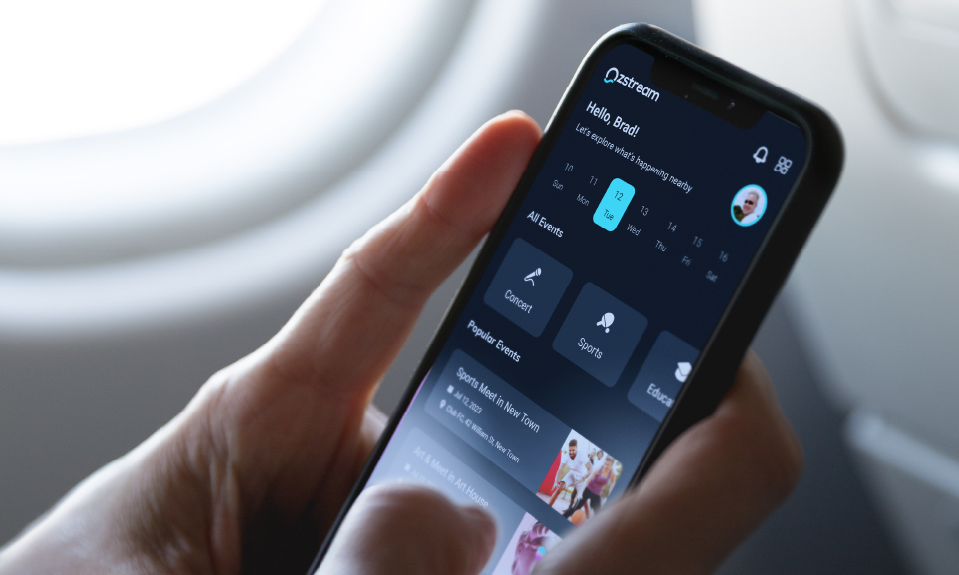 Ozstream
Hello, Brad!
Let's explore what's happening nearby
10 11 12 13 14 15 16
Sun Mon Tue Wed Thu Fri Sat
All Events
Concert Sports Educa
Popular Events
Sports Meet in New Town
Jul 12, 2023
Club FC, 42 William St, New Town
Art & Meet in Art House